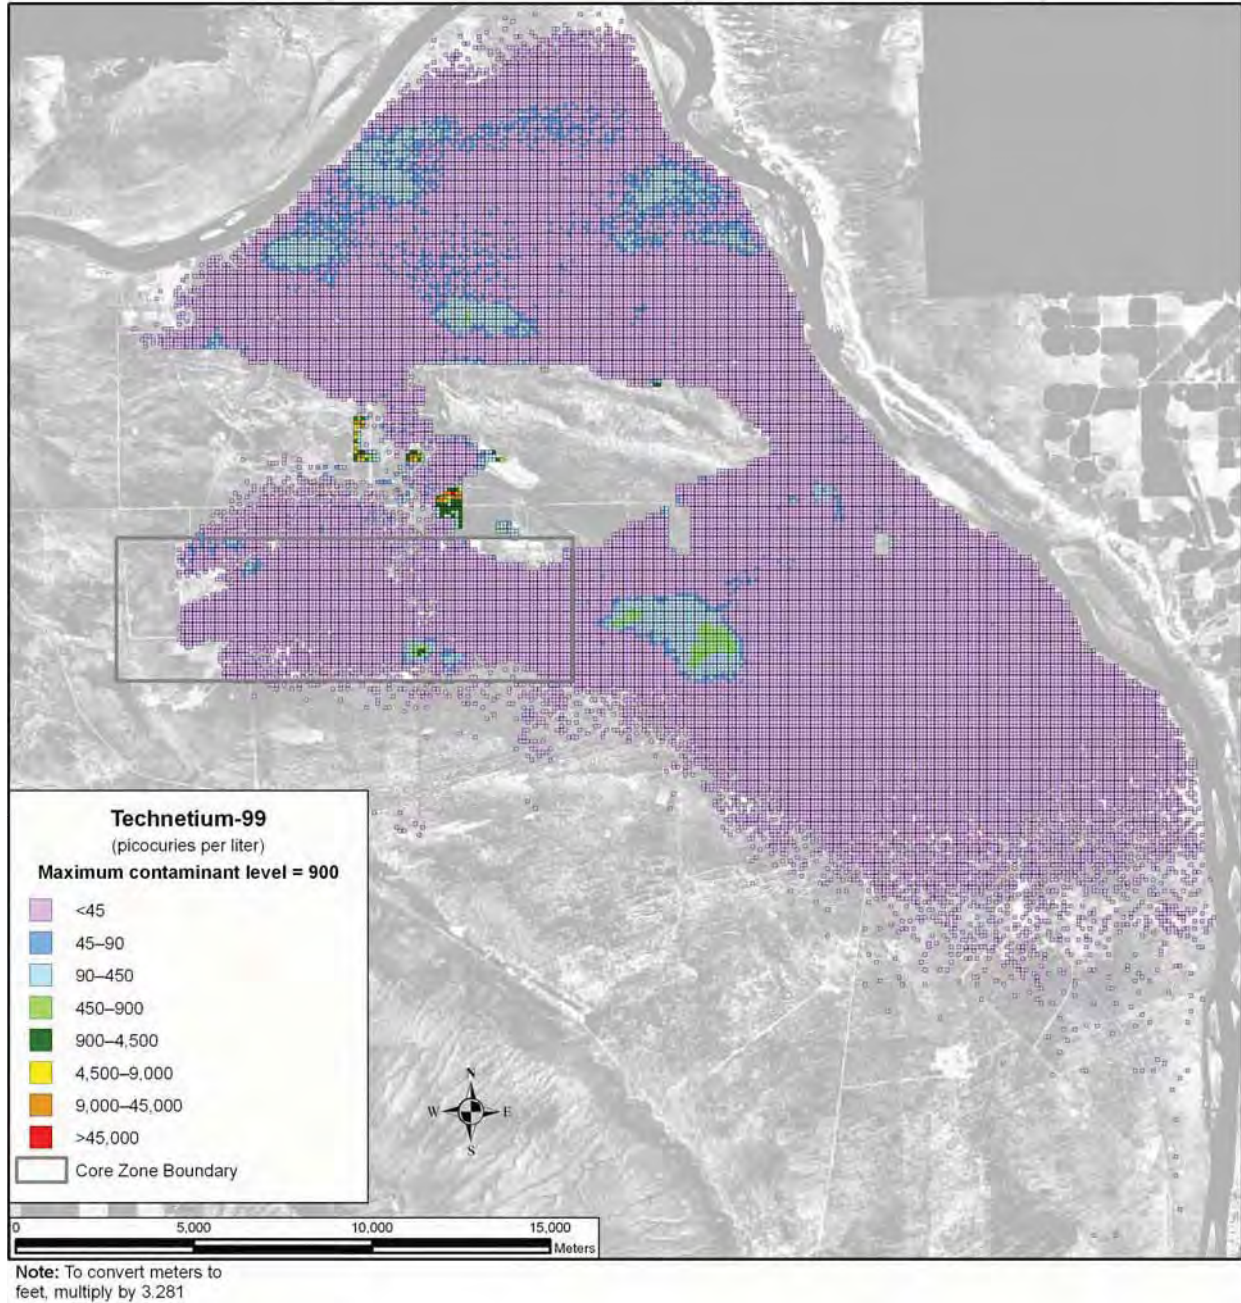 Technetium-99
(picocuries per liter)
Maximum contaminant level = 900
<45
45–90
90–450
450–900
900–4,500
4,500–9,000
9,000–45,000
>45,000
Core Zone Boundary
N
W E
S
0 5,000 10,000 15,000
Meters
Note: To convert meters to
feet, multiply by 3.281